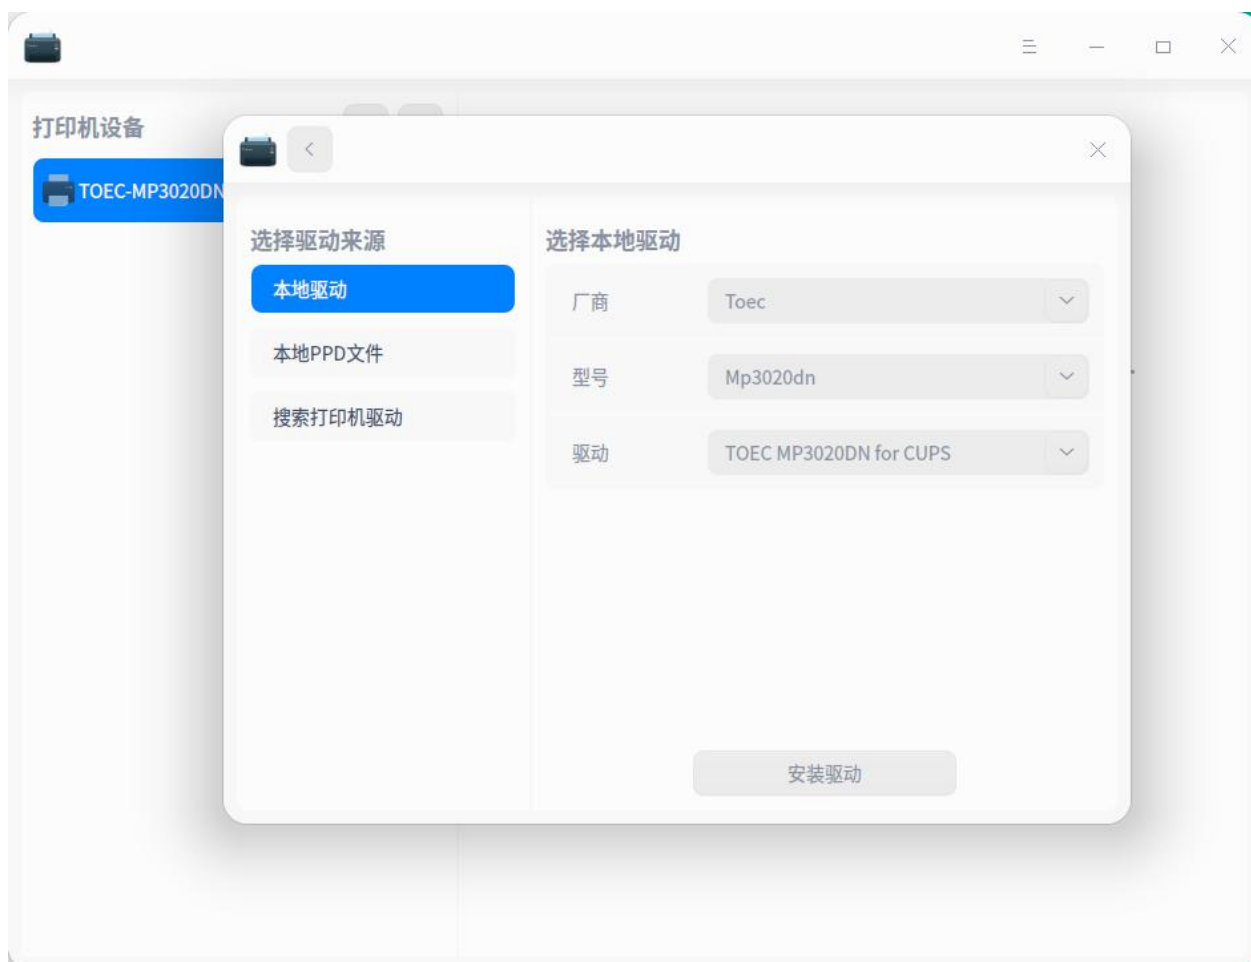 打印机设备
TOEC-MP3020DN
选择驱动来源
本地驱动
本地PPD文件
搜索打印机驱动
选择本地驱动
厂商 Toec
型号 Mp3020dn
驱动 TOEC MP3020DN for CUPS
安装驱动